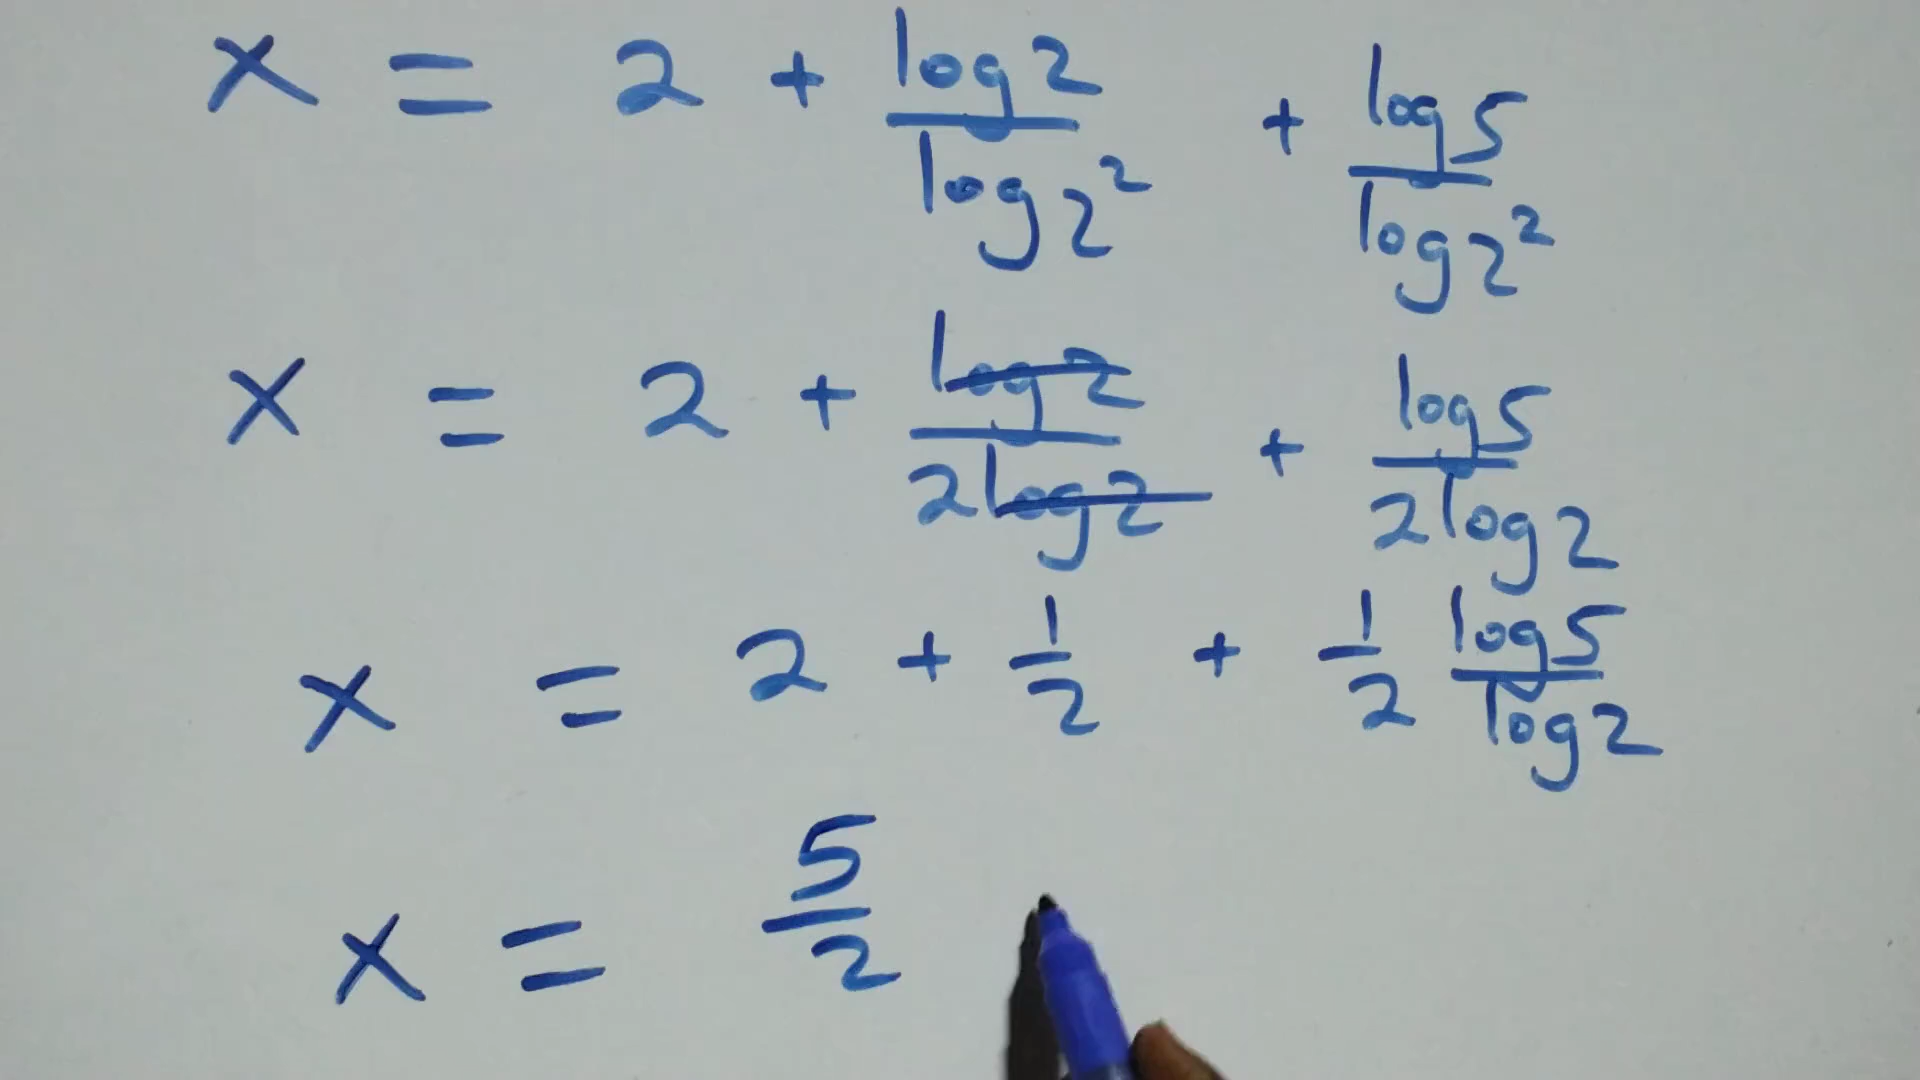 x = 2 + log2/log2² + log5/log2²
x = 2 + log2/2log2 + log5/2log2
x = 2 + 1/2 + 1/2 log5/log2
x = 5/2